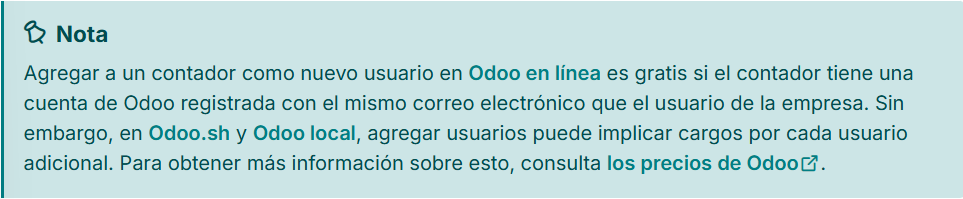 Nota
Agregar a un contador como nuevo usuario en Odoo en línea es gratis si el contador tiene una
cuenta de Odoo registrada con el mismo correo electrónico que el usuario de la empresa. Sin
embargo, en Odoo.sh y Odoo local, agregar usuarios puede implicar cargos por cada usuario
adicional. Para obtener más información sobre esto, consulta los precios de Odoo.